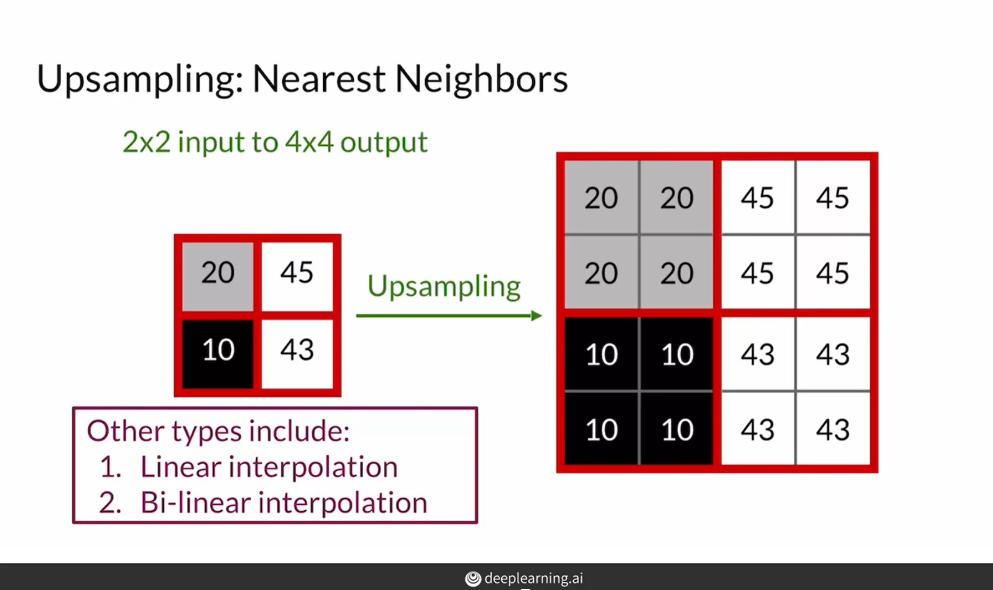 Upsampling: Nearest Neighbors
2x2 input to 4x4 output
20 45
10 43
Upsampling
20 20 45 45
20 20 45 45
10 10 43 43
10 10 43 43
Other types include:
1. Linear interpolation
2. Bi-linear interpolation
deeplearning.ai